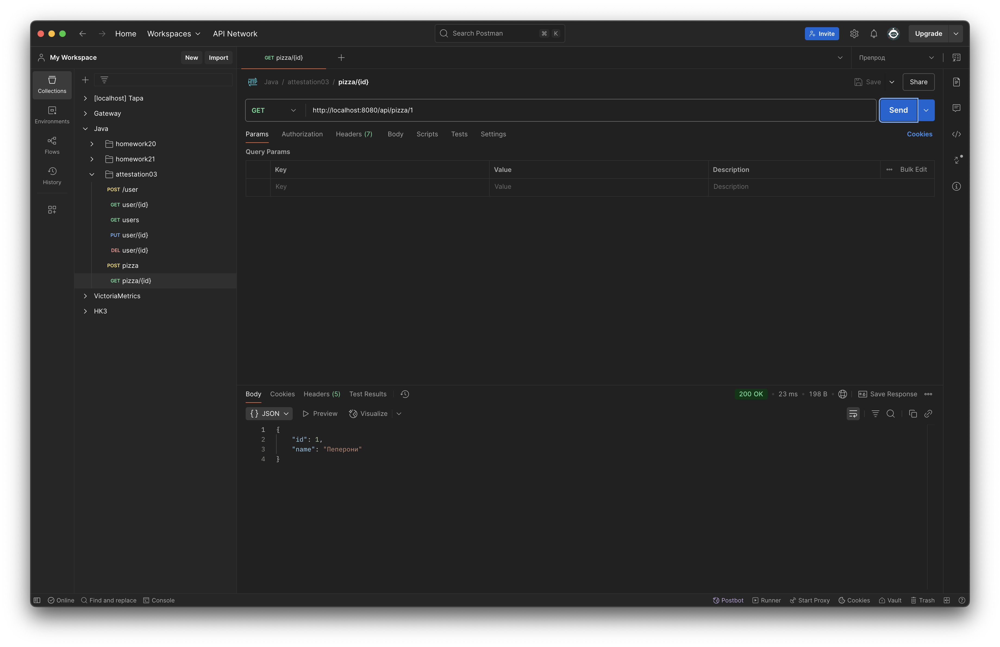 Home Workspaces API Network Search Postman ⌘ K Invite Upgrade
My Workspace New Import GET pizza/{id} Препрод
Collections
Environments
Flows
History
[localhost] Тара
Gateway
Java
homework20
homework21
attestation03
POST /user
GET user/{id}
GET users
PUT user/{id}
DEL user/{id}
POST pizza
GET pizza/{id}
VictoriaMetrics
НКЗ
HTTP Java / attestation03 / pizza/{id} Save Share
GET http://localhost:8080/api/pizza/1 Send
Params Authorization Headers (7) Body Scripts Tests Settings Cookies
Query Params
Key Value Description Bulk Edit
Key Value Description
Body Cookies Headers (5) Test Results 200 OK 23 ms 198 B e.g. Save Response
{} JSON Preview Visualize
1 {
2 "id": 1,
3 "name": "Пеперони"
4 }
Online Find and replace Console Postbot Runner Start Proxy Cookies Vault Trash